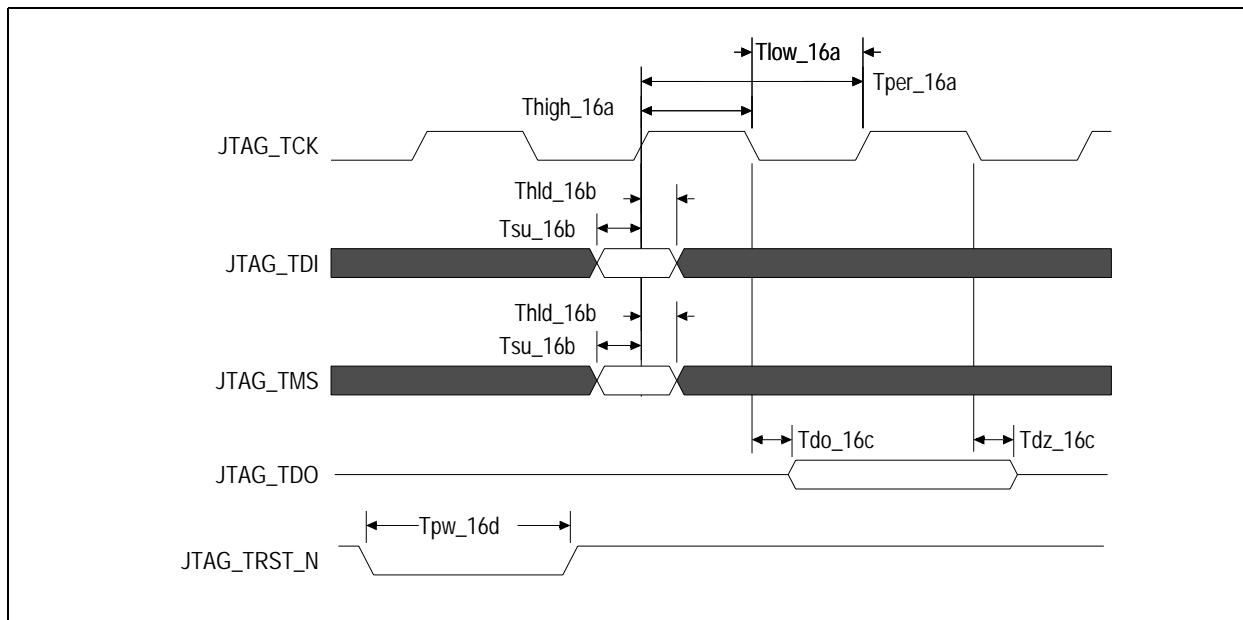 Tlow_16a
Tper_16a
Thigh_16a
JTAG_TCK
Thld_16b
Tsu_16b
JTAG_TDI
Thld_16b
Tsu_16b
JTAG_TMS
Tdo_16c
Tdz_16c
JTAG_TDO
Tpw_16d
JTAG_TRST_N